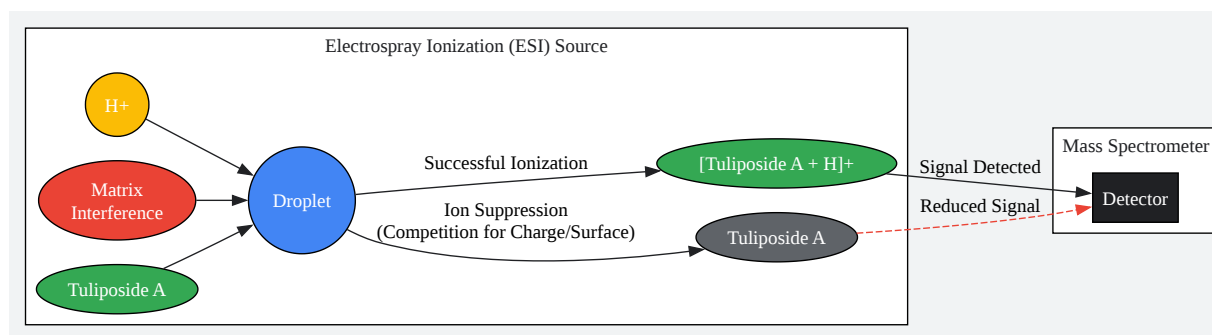 Electrospray Ionization (ESI) Source
H+
Matrix
Interference
Tuliposide A
Droplet
Successful Ionization
Ion Suppression
(Competition for Charge/Surface)
[Tuliposide A + H]+
Tuliposide A
Signal Detected
Reduced Signal
Mass Spectrometer
Detector